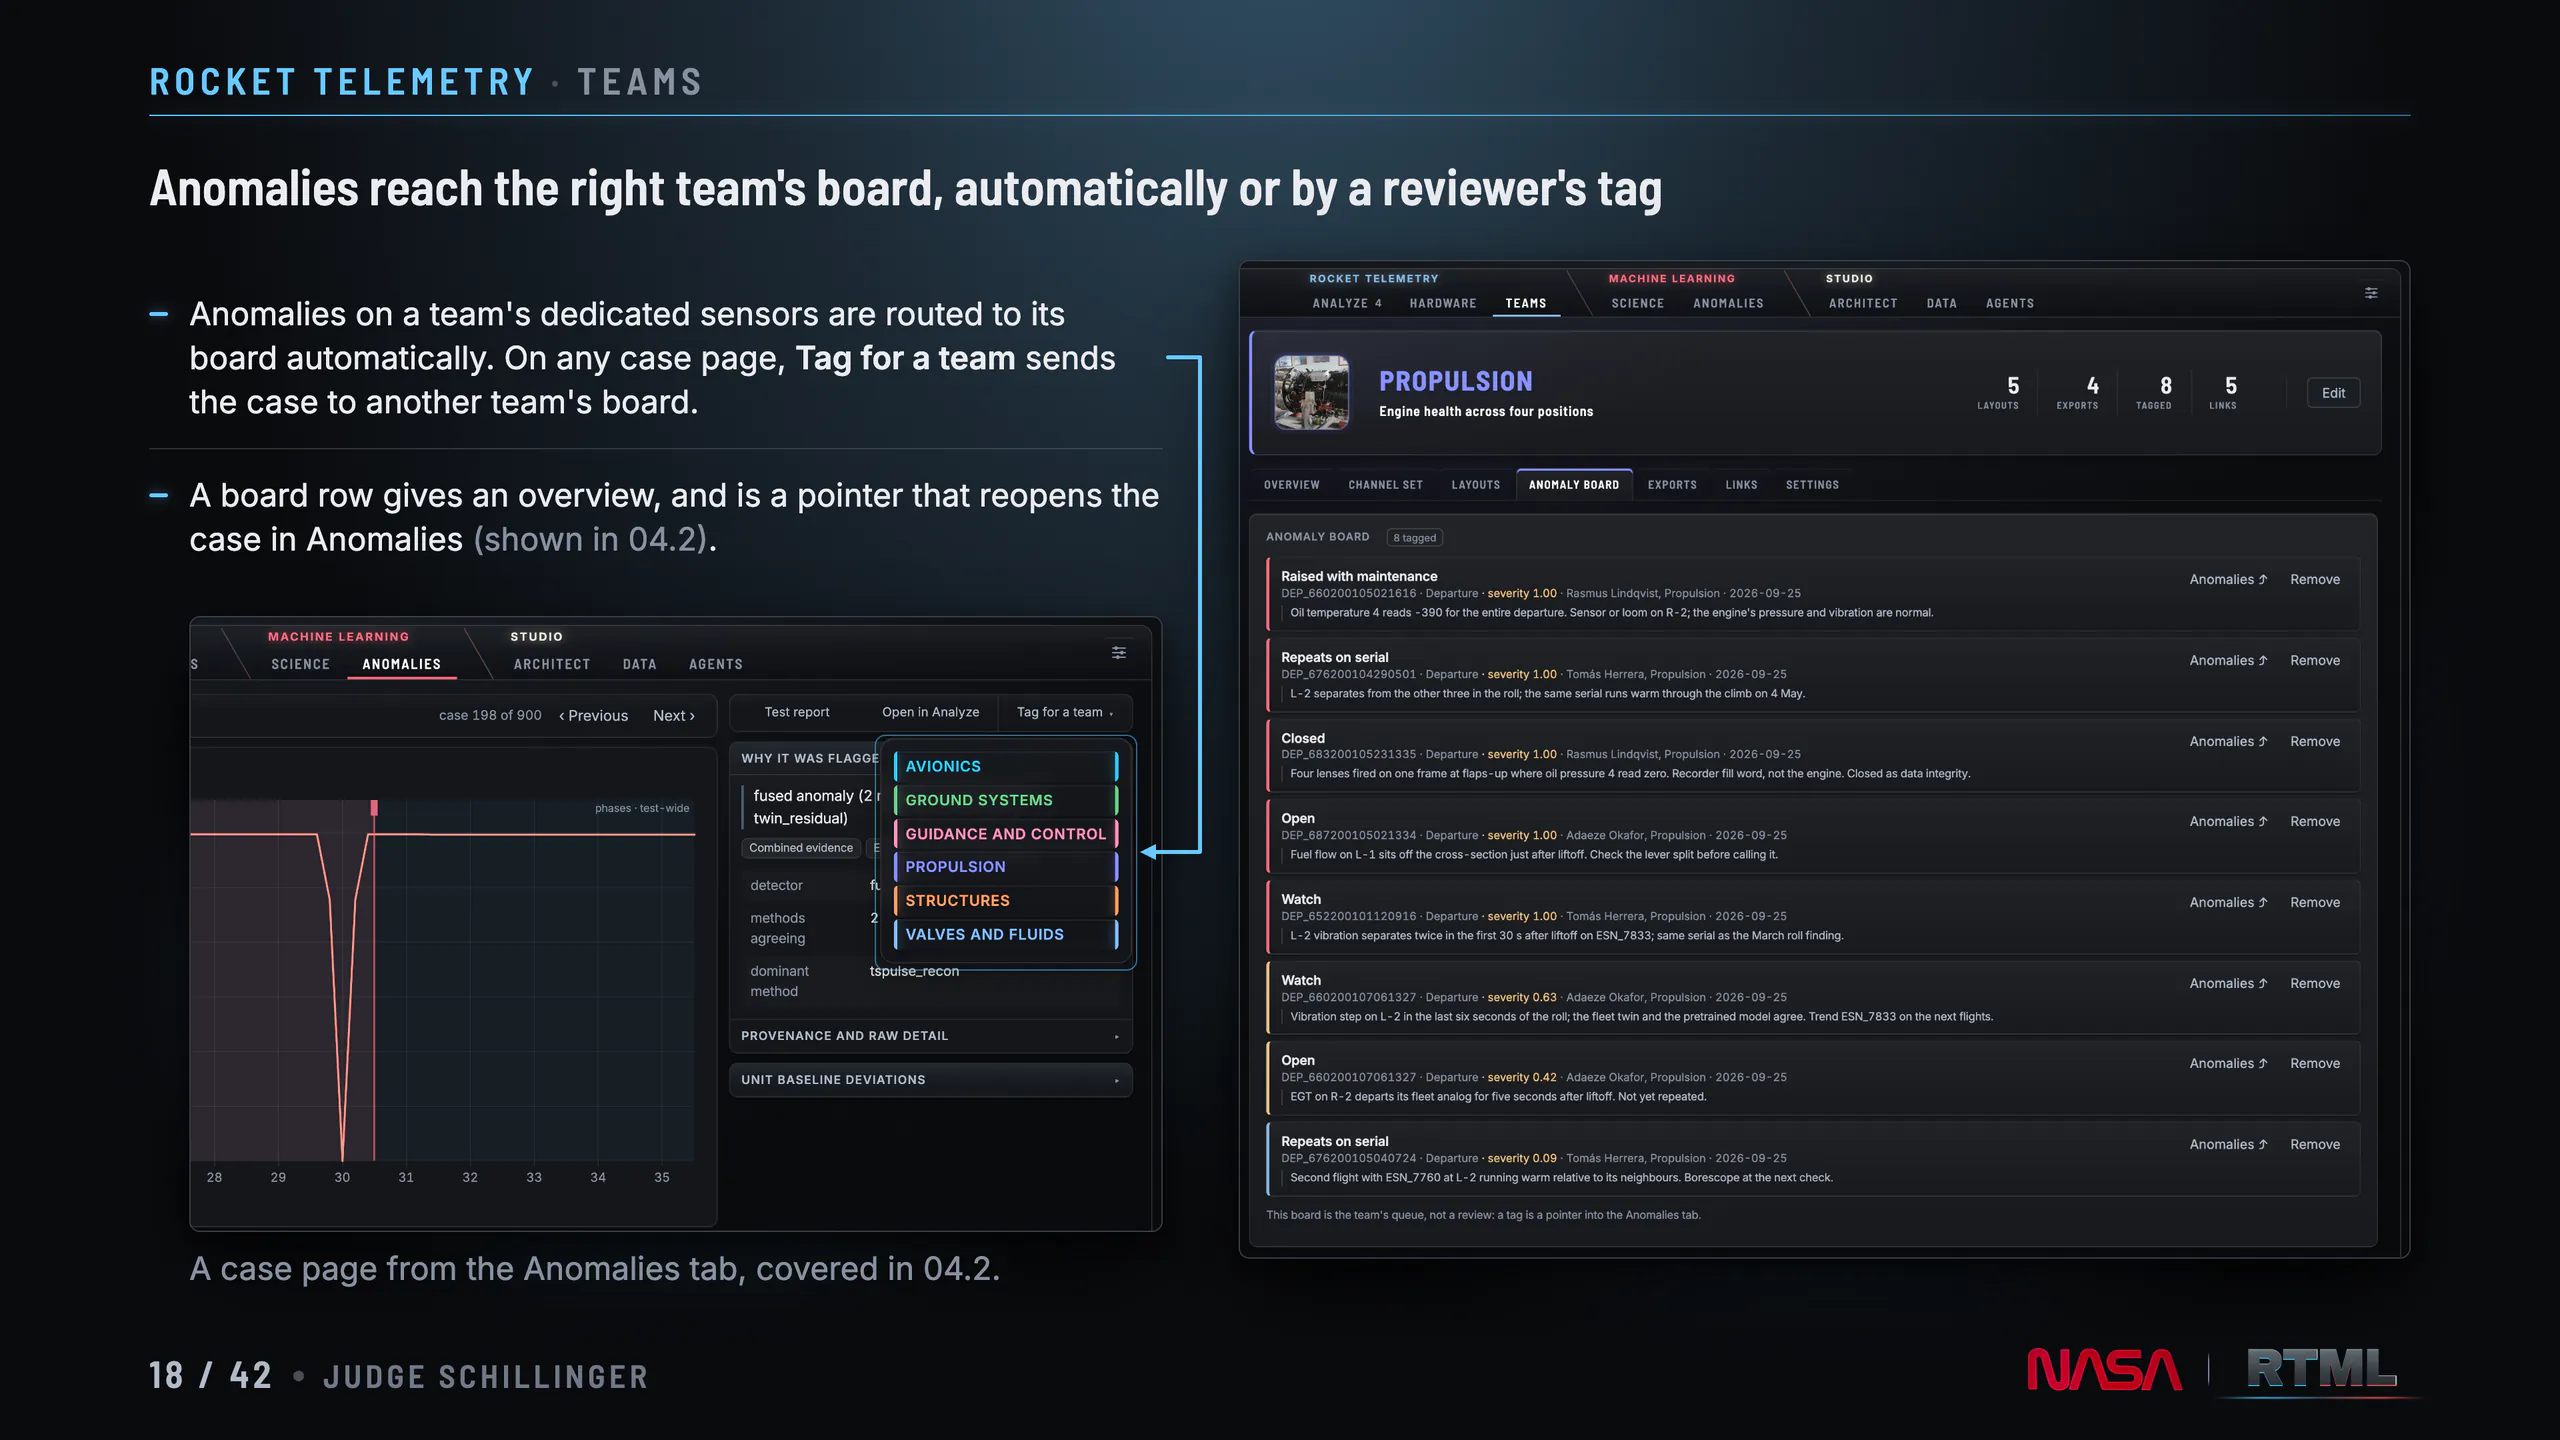 ROCKET TELEMETRY · TEAMS
Anomalies reach the right team's board, automatically or by a reviewer's tag
– Anomalies on a team's dedicated sensors are routed to its
board automatically. On any case page, Tag for a team sends
the case to another team's board.
– A board row gives an overview, and is a pointer that reopens the
case in Anomalies (shown in 04.2).
S
MACHINE LEARNING
SCIENCE ANOMALIES
STUDIO
ARCHITECT DATA AGENTS
case 198 of 900 ‹ Previous Next ›
Test report Open in Analyze Tag for a team
phases · test-wide
28 29 30 31 32 33 34 35
WHY IT WAS FLAGGE
fused anomaly (2
twin_residual)
Combined evidence
detector
methods 2
agreeing
dominant tspulse_recon
method
AVIONICS
GROUND SYSTEMS
GUIDANCE AND CONTROL
PROPULSION
STRUCTURES
VALVES AND FLUIDS
PROVENANCE AND RAW DETAIL
UNIT BASELINE DEVIATIONS
A case page from the Anomalies tab, covered in 04.2.
ROCKET TELEMETRY MACHINE LEARNING STUDIO
ANALYZE 4 HARDWARE TEAMS SCIENCE ANOMALIES ARCHITECT DATA AGENTS
PROPULSION
Engine health across four positions
5 4 8 5
LAYOUTS EXPORTS TAGGED LINKS
Edit
OVERVIEW CHANNEL SET LAYOUTS ANOMALY BOARD EXPORTS LINKS SETTINGS
ANOMALY BOARD 8 tagged
Raised with maintenance
DEP_660200105021616 · Departure · severity 1.00 · Rasmus Lindqvist, Propulsion · 2026-09-25
Oil temperature 4 reads -390 for the entire departure. Sensor or loom on R-2; the engine's pressure and vibration are normal.
Anomalies ⤴ Remove
Repeats on serial
DEP_676200104290501 · Departure · severity 1.00 · Tomás Herrera, Propulsion · 2026-09-25
L-2 separates from the other three in the roll; the same serial runs warm through the climb on 4 May.
Anomalies ⤴ Remove
Closed
DEP_683200105231335 · Departure · severity 1.00 · Rasmus Lindqvist, Propulsion · 2026-09-25
Four lenses fired on one frame at flaps-up where oil pressure 4 read zero. Recorder fill word, not the engine. Closed as data integrity.
Anomalies ⤴ Remove
Open
DEP_687200105021334 · Departure · severity 1.00 · Adaeze Okafor, Propulsion · 2026-09-25
Fuel flow on L-1 sits off the cross-section just after liftoff. Check the lever split before calling it.
Anomalies ⤴ Remove
Watch
DEP_652200101120916 · Departure · severity 1.00 · Tomás Herrera, Propulsion · 2026-09-25
L-2 vibration separates twice in the first 30 s after liftoff on ESN_7833; same serial as the March roll finding.
Anomalies ⤴ Remove
Watch
DEP_660200107061327 · Departure · severity 0.63 · Adaeze Okafor, Propulsion · 2026-09-25
Vibration step on L-2 in the last six seconds of the roll; the fleet twin and the pretrained model agree. Trend ESN_7833 on the next flights.
Anomalies ⤴ Remove
Open
DEP_660200107061327 · Departure · severity 0.42 · Adaeze Okafor, Propulsion · 2026-09-25
EGT on R-2 departs its fleet analog for five seconds after liftoff. Not yet repeated.
Anomalies ⤴ Remove
Repeats on serial
DEP_676200105040724 · Departure · severity 0.09 · Tomás Herrera, Propulsion · 2026-09-25
Second flight with ESN_7760 at L-2 running warm relative to its neighbours. Borescope at the next check.
Anomalies ⤴ Remove
This board is the team's queue, not a review: a tag is a pointer into the Anomalies tab.
18 / 42 • JUDGE SCHILLINGER
NASA | RTML